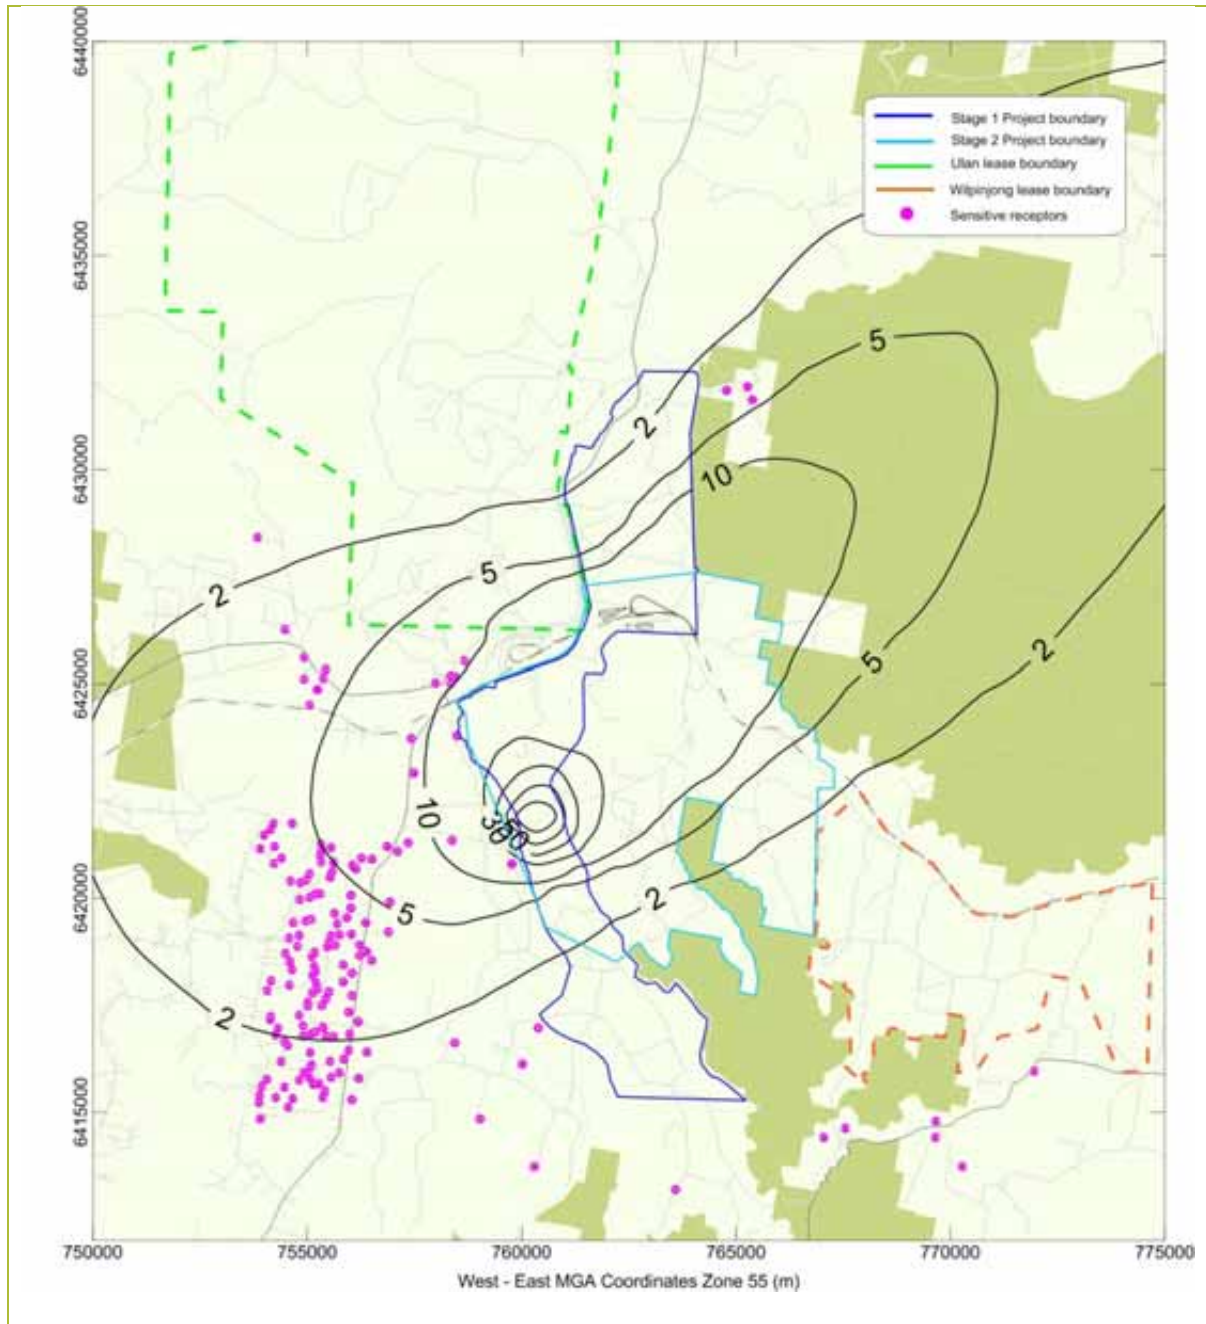 6440000
Stage 1 Project boundary
Stage 2 Project boundary
Ulan lease boundary
Wilpinjong lease boundary
Sensitive receptors
6435000
5
2
6430000
10
5
2
2
5
6425000
10
30
50
6420000
2
5
2
6415000
750000 755000 760000 765000 770000 775000
West - East MGA Coordinates Zone 55 (m)